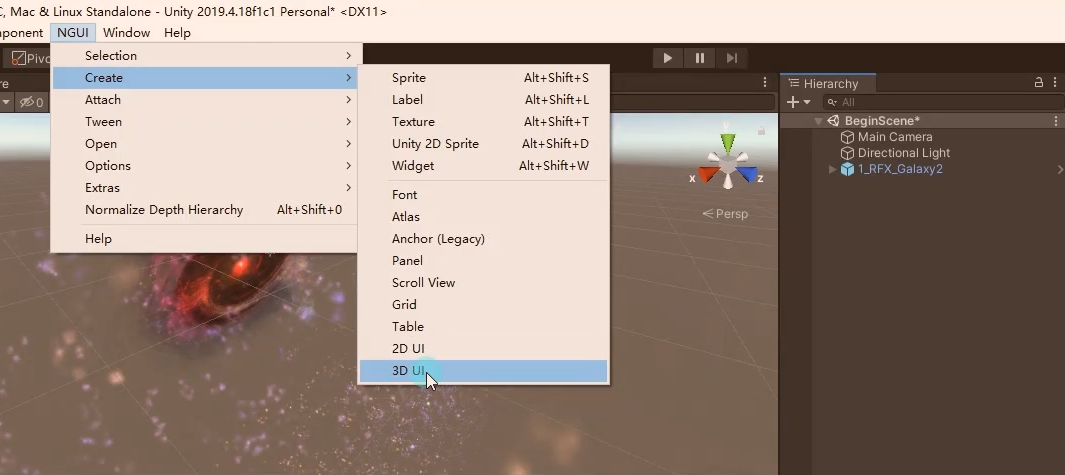 C, Mac & Linux Standalone - Unity 2019.4.18f1c1 Personal* <DX11>
mponent NGUI Window Help
Pivo
0
Selection
Create
Attach
Tween
Open
Options
Extras
Normalize Depth Hierarchy Alt+Shift+0
Help
Sprite Alt+Shift+S
Label Alt+Shift+L
Texture Alt+Shift+T
Unity 2D Sprite Alt+Shift+D
Widget Alt+Shift+W
Font
Atlas
Anchor (Legacy)
Panel
Scroll View
Grid
Table
2D UI
3D UI
x z
Persp
Hierarchy
All
BeginScene*
Main Camera
Directional Light
1_RFX_Galaxy2